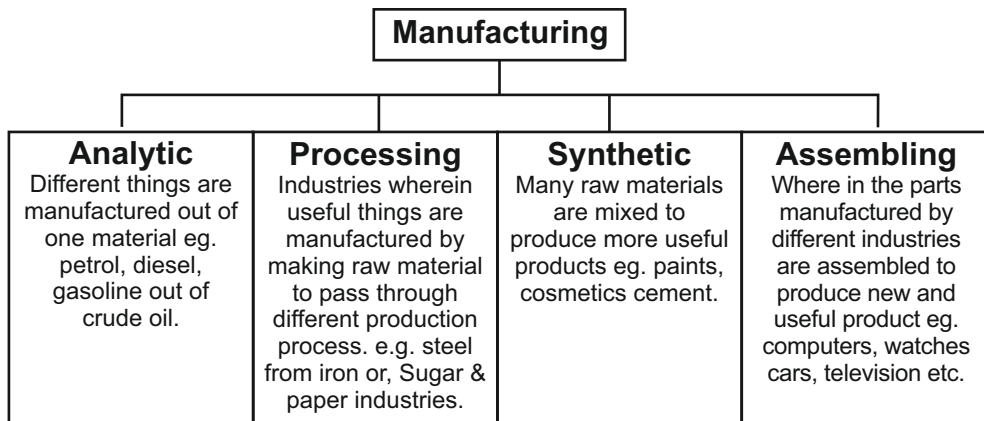 Manufacturing
Analytic
Different things are
manufactured out of
one material eg.
petrol, diesel,
gasoline out of
crude oil.
Processing
Industries wherein
useful things are
manufactured by
making raw material
to pass through
different production
process. e.g. steel
from iron or, Sugar &
paper industries.
Synthetic
Many raw materials
are mixed to
produce more useful
products eg. paints,
cosmetics cement.
Assembling
Where in the parts
manufactured by
different industries
are assembled to
produce new and
useful product eg.
computers, watches
cars, television etc.